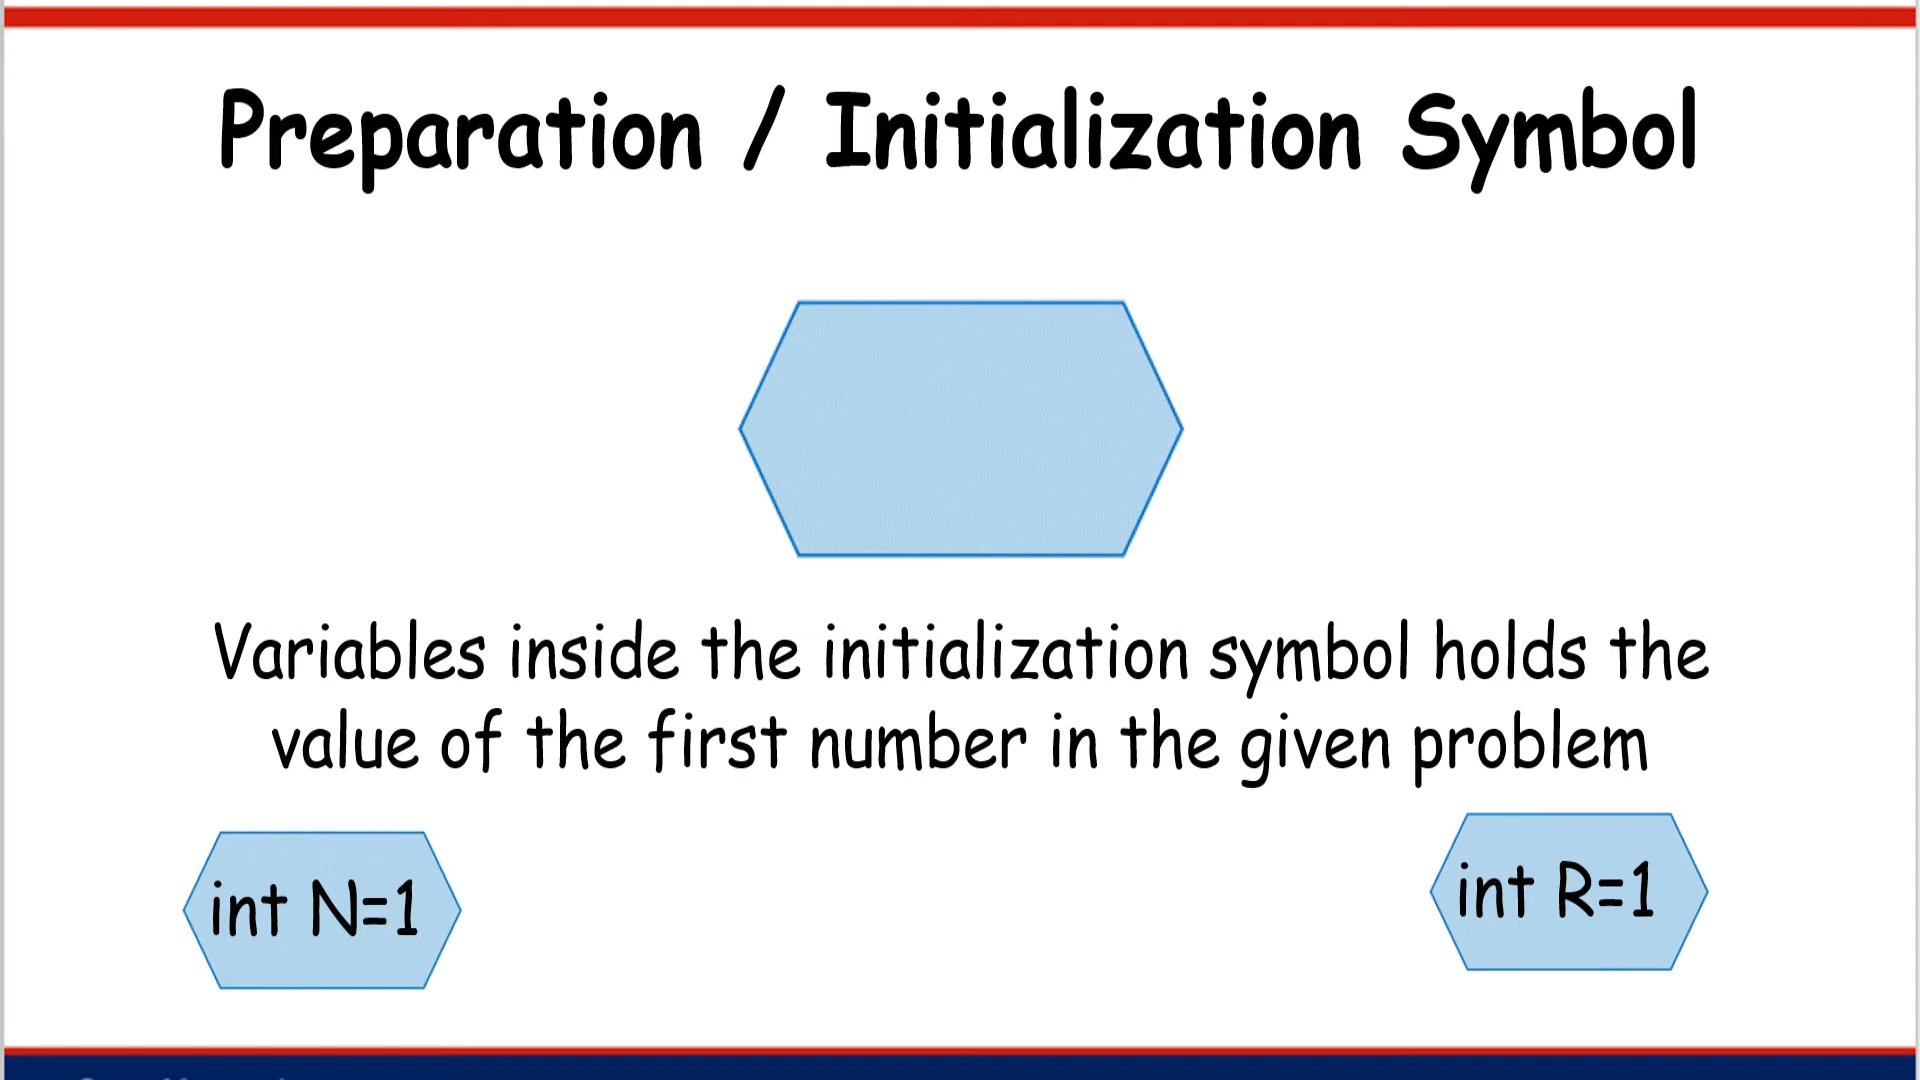 Preparation / Initialization Symbol
Variables inside the initialization symbol holds the
value of the first number in the given problem
int N=1
int R=1